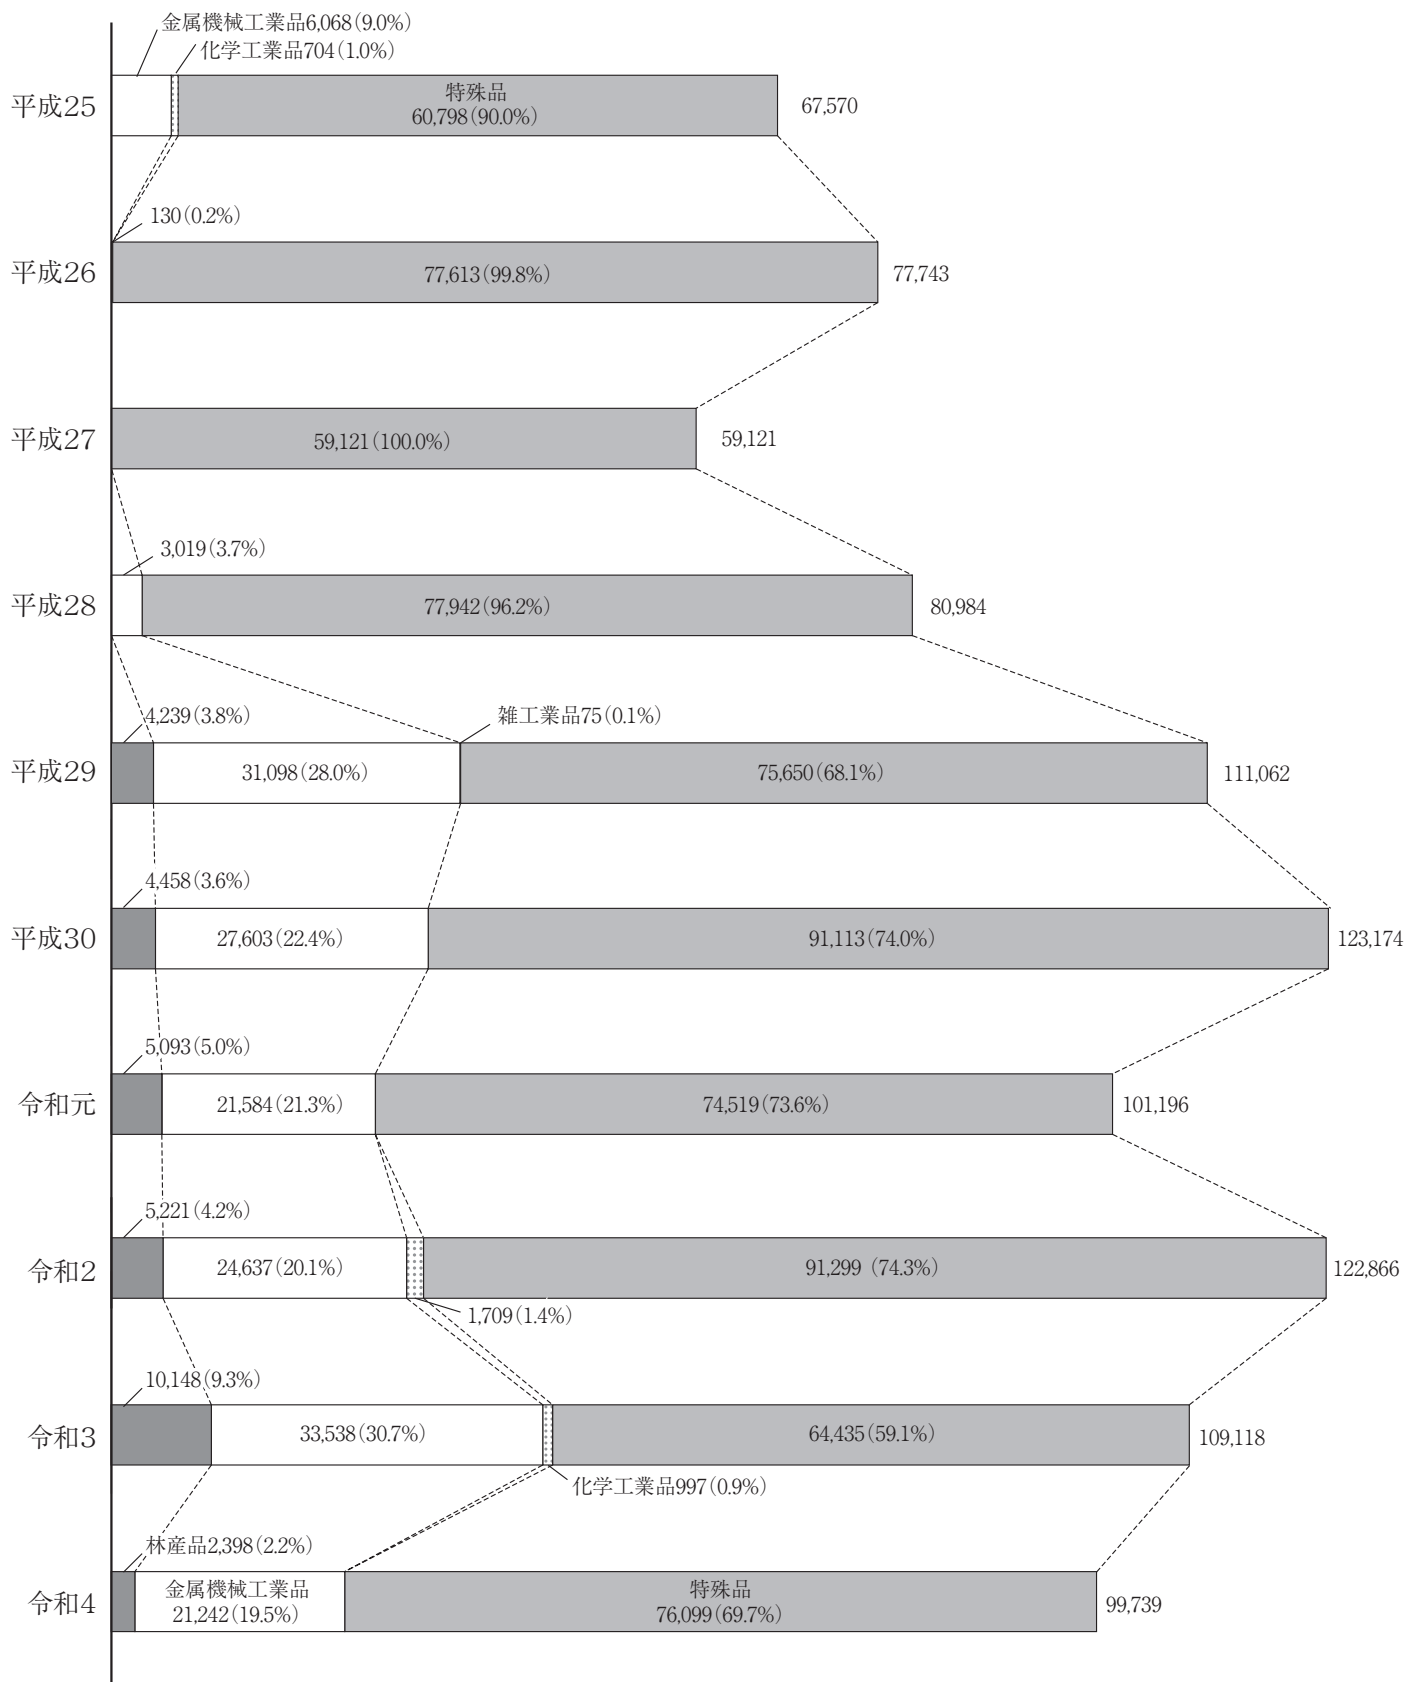 金属機械工業品6,068(9.0%)
化学工業品704(1.0%)
平成25
特殊品
60,798(90.0%)
67,570
130(0.2%)
平成26
77,613(99.8%)
77,743
平成27
59,121(100.0%)
59,121
3,019(3.7%)
平成28
77,942(96.2%)
80,984
4,239(3.8%)
雑工業品75(0.1%)
平成29
31,098(28.0%)
75,650(68.1%)
111,062
4,458(3.6%)
平成30
27,603(22.4%)
91,113(74.0%)
123,174
5,093(5.0%)
令和元
21,584(21.3%)
74,519(73.6%)
101,196
5,221(4.2%)
令和2
24,637(20.1%)
91,299 (74.3%)
122,866
1,709(1.4%)
10,148(9.3%)
令和3
33,538(30.7%)
64,435(59.1%)
109,118
化学工業品997(0.9%)
林産品2,398(2.2%)
令和4
金属機械工業品
21,242(19.5%)
特殊品
76,099(69.7%)
99,739